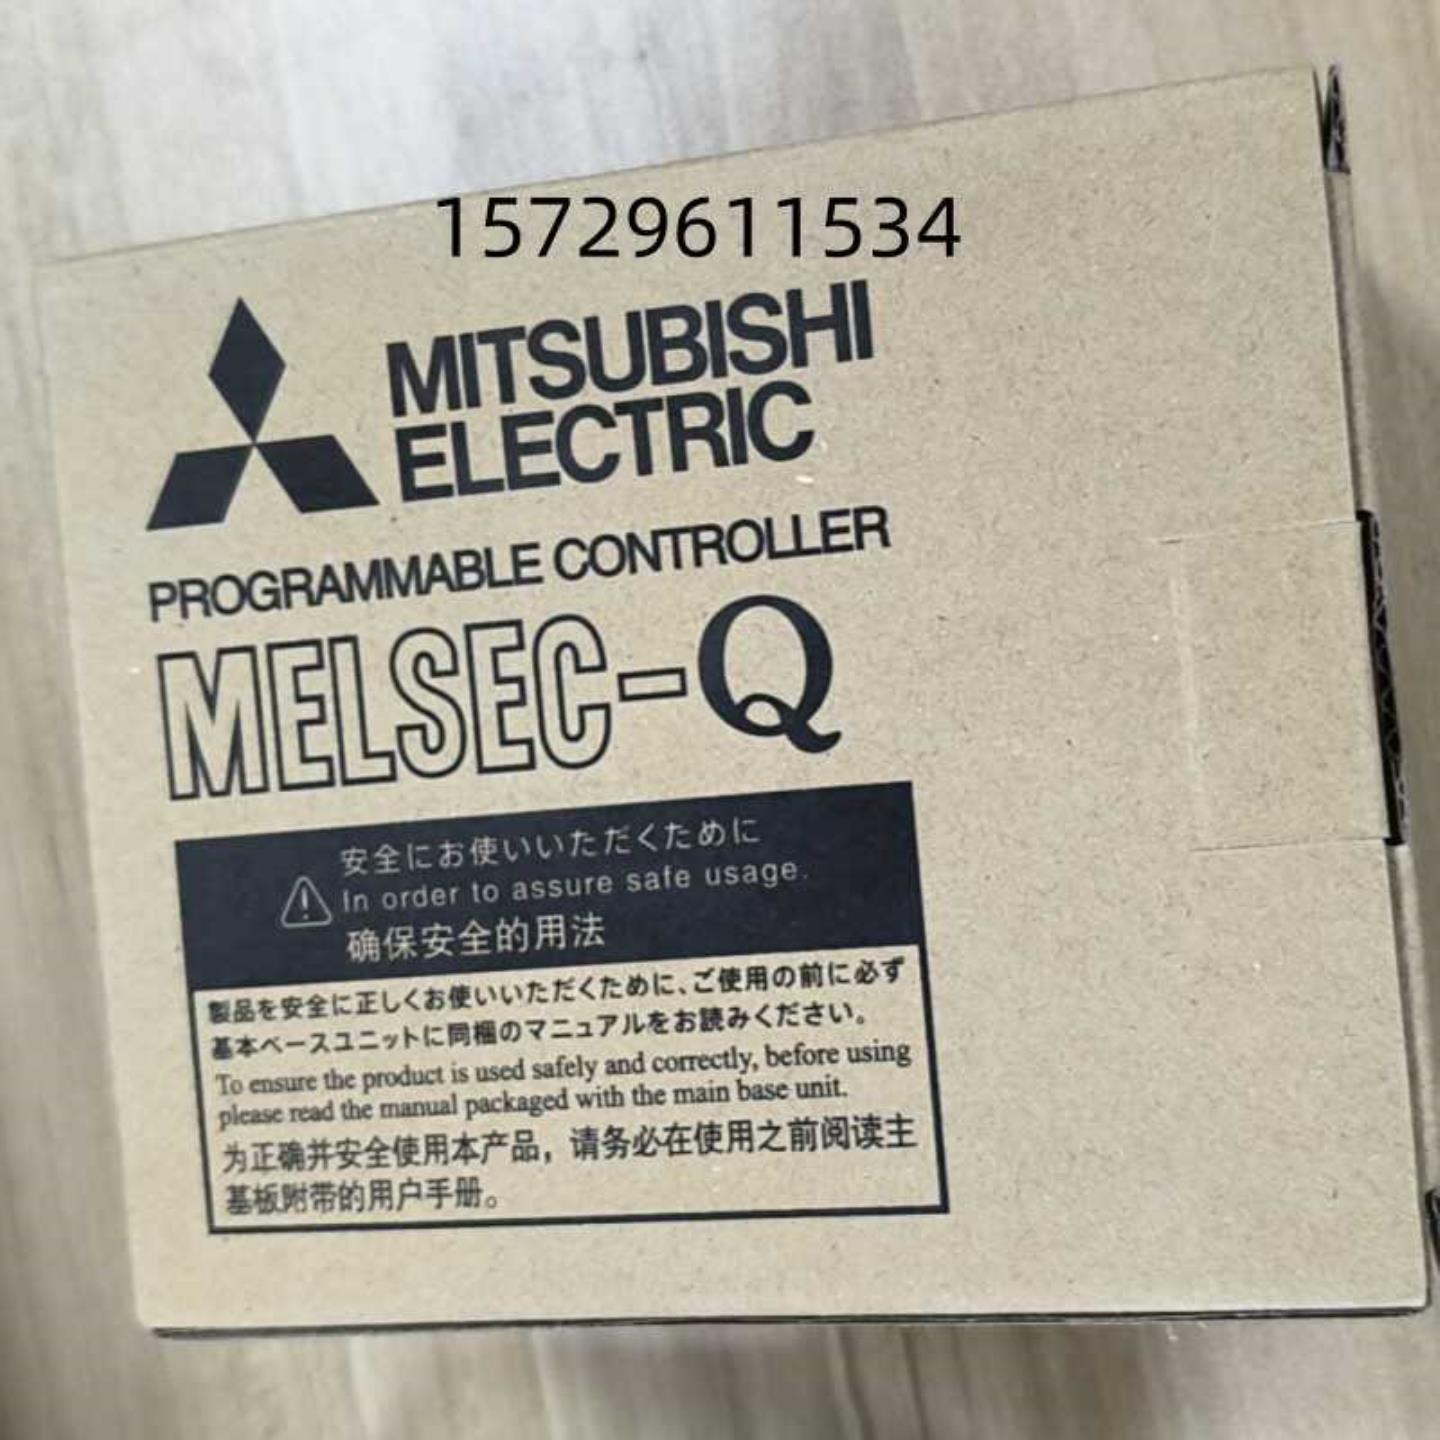 15729611534
MITSUBISHI
ELECTRIC
PROGRAMMABLE CONTROLLER
MELSEC-Q
安全にお使いいただくために
In order to assure safe usage.
确保安全的用法
製品を安全に正しくお使いいただくために、ご使用の前に必ず
基本ベースユニットに同梱のマニュアルをお読みください。
To ensure the product is used safely and correctly, before using
please read the manual packaged with the main base unit.
为正确并安全使用本产品，请务必在使用之前阅读主
基板附带的用户手册。